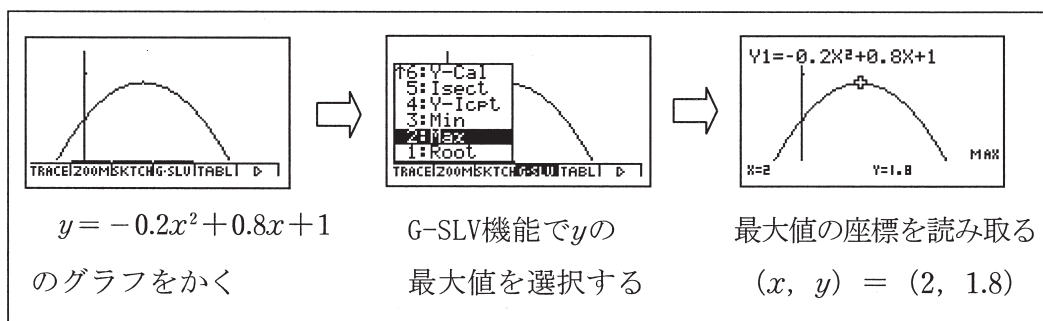 TRACE ZOOM SKTCH G-SLV TABL ▷
y=-0.2x²+0.8x+1
のグラフをかく
↑6:Y-Cal
5:Isect
4:Y-Icpt
3:Min
2:Max
1:Root
TRACE ZOOM SKTCH G-SLV TABL ▷
G-SLV機能でyの
最大値を選択する
Y1=-0.2X²+0.8X+1
MAX
X=2 Y=1.8
最大値の座標を読み取る
(x, y) = (2, 1.8)